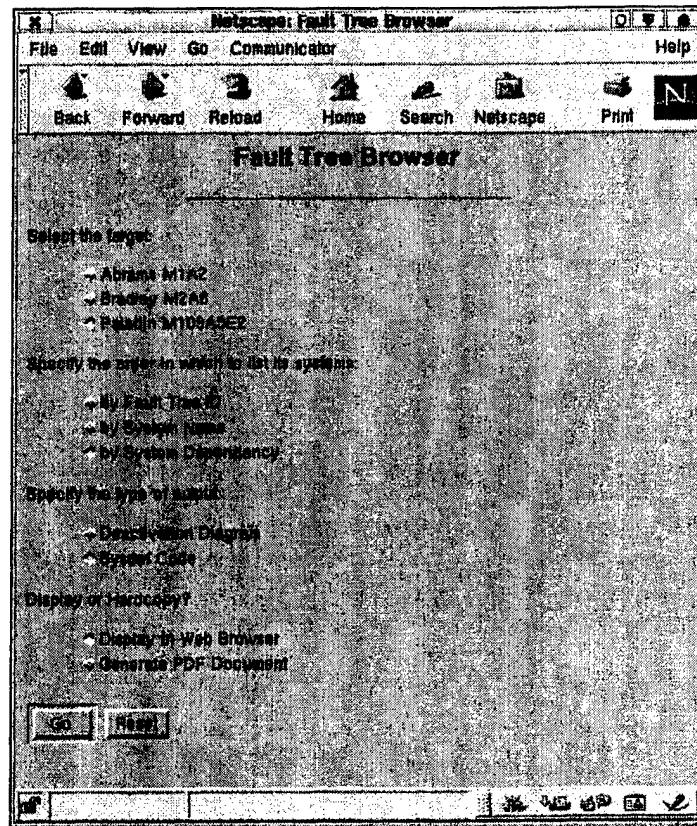 Netscape: Fault Tree Browser
File Edit View Go Communicator Help
Back Forward Reload Home Search Netscape Print
N
Fault Tree Browser
Select the target:
Abrams M1A2
Bradley
Paladin M109A5E2
Specify the order in which to list its systems:
by Fault Tree ID
by System Name
by System Dependency
Specify the type of output:
Deactivation Diagram
System Code
Display or Hardcopy?
Display in Web Browser
Generate PDF Document
Go Reset